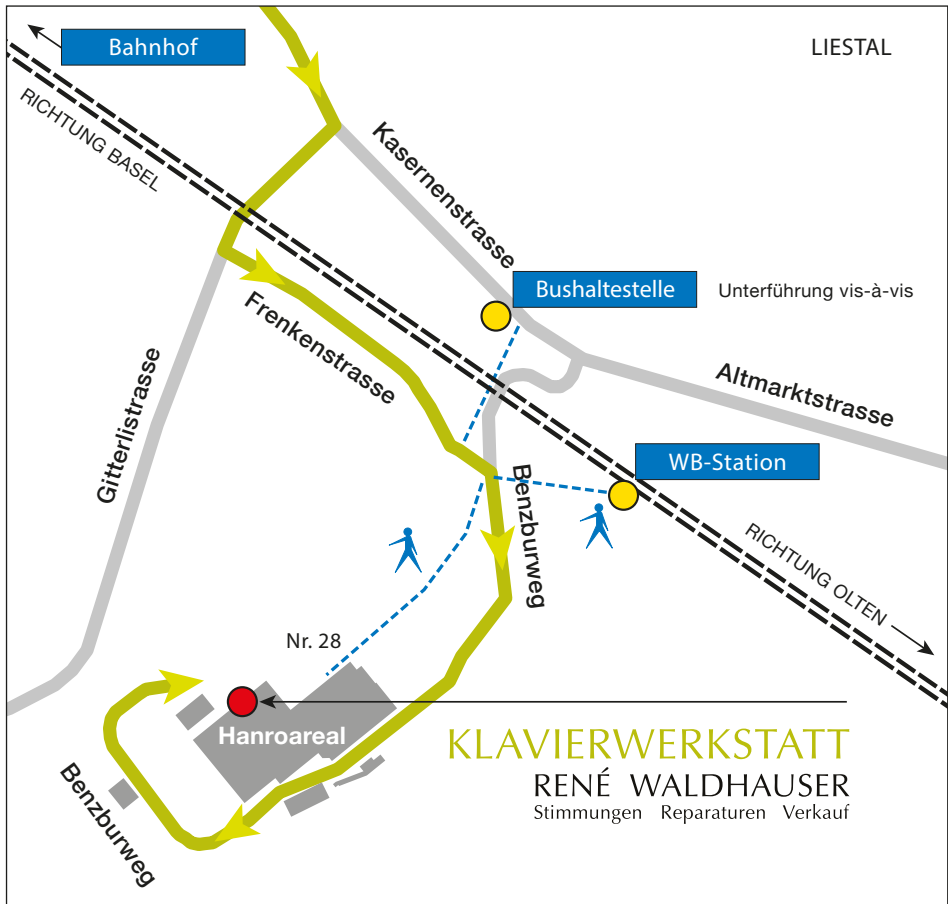 Bahnhof
LIESTAL
RICHTUNG BASEL
Kasernenstrasse
Bushaltestelle
Unterführung vis-à-vis
Frenkenstrasse
Gitterlistrasse
Altmarktstrasse
WB-Station
Benzburweg
RICHTUNG OLTEN
Nr. 28
Hanroareal
KLAVIERWERKSTATT
RENÉ WALDHAUSER
Stimmungen Reparaturen Verkauf
Benzburweg